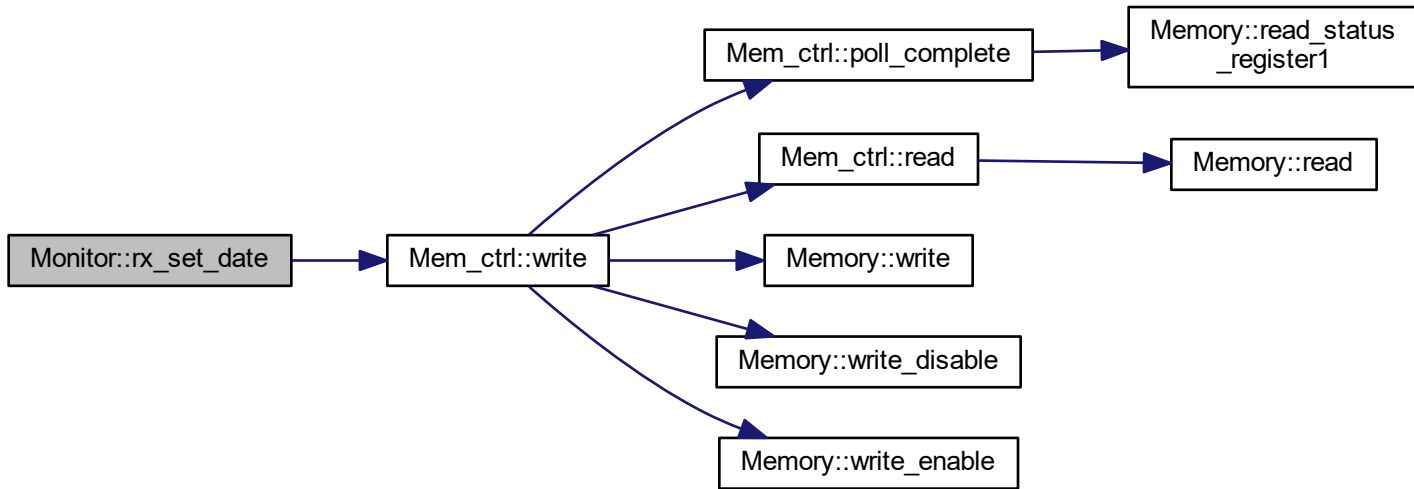 Monitor::rx_set_date
Mem_ctrl::write
Mem_ctrl::poll_complete
Memory::read_status
_register1
Mem_ctrl::read
Memory::read
Memory::write
Memory::write_disable
Memory::write_enable